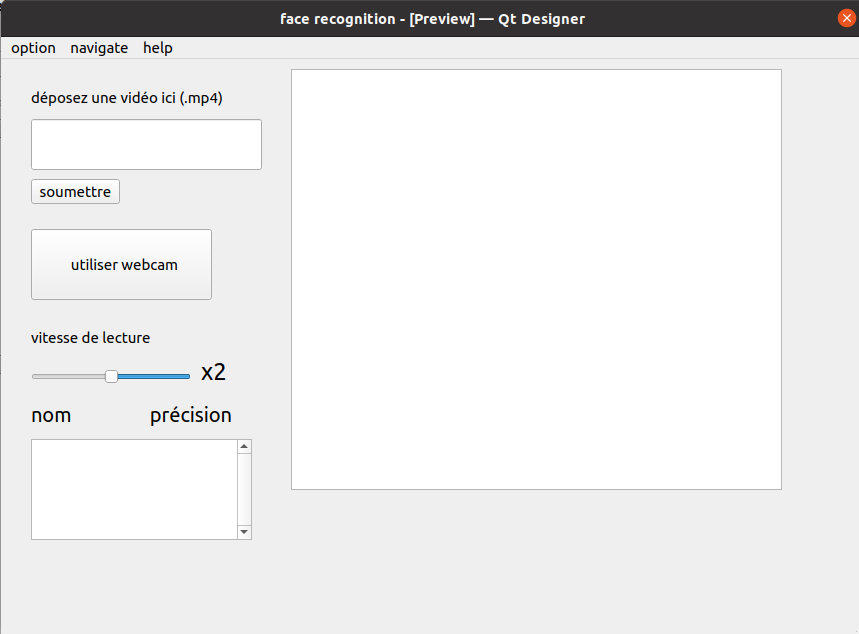 face recognition - [Preview] — Qt Designer
option navigate help
déposez une vidéo ici (.mp4)
soumettre
utiliser webcam
vitesse de lecture
x2
nom précision